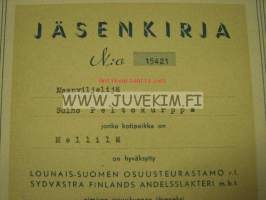 JÄSENKIRJA
N:o 15421
Maanviljelijä
Sulho Peltokurppa
jonka kotipaikka on
Mellilä
on hyväksytty
LOUNAIS-SUOMEN OSUUSTEURASTAMO r.l.
SYDVÄSTRA FINLANDS ANDELSSLAKTERI m.b.t.
WWW.JUVEKIM.FI